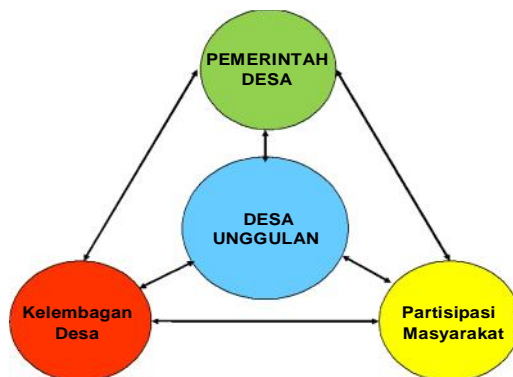 PEMERINTAH
DESA
DESA
UNGGULAN
Kelembagan
Desa
Partisipasi
Masyarakat